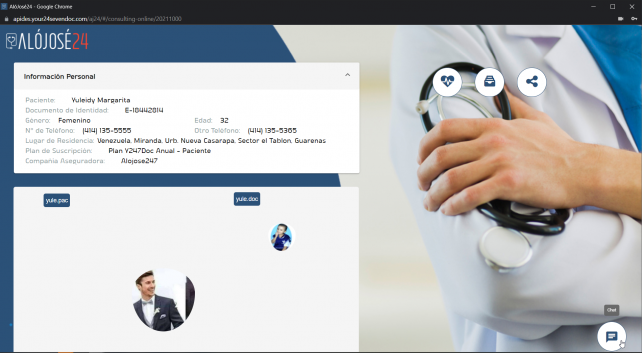 AlóJosé24 - Google Chrome
apides.your24sevendoc.com/aj24/#/consulting-online/20211000
ALÓJOSÉ24
Información Personal
Paciente: Yuleidy Margarita
Documento de Identidad: E-18442814
Género: Femenino Edad: 32
N° de Teléfono: (414) 135-5555 Otro Teléfono: (414) 135-5365
Lugar de Residencia: Venezuela, Miranda, Urb. Nueva Casarapa, Sector el Tablon, Guarenas
Plan de Suscripción: Plan Y247Doc Anual - Paciente
Compañia Aseguradora: Alojose247
yule.pac
yule.doc
Chat